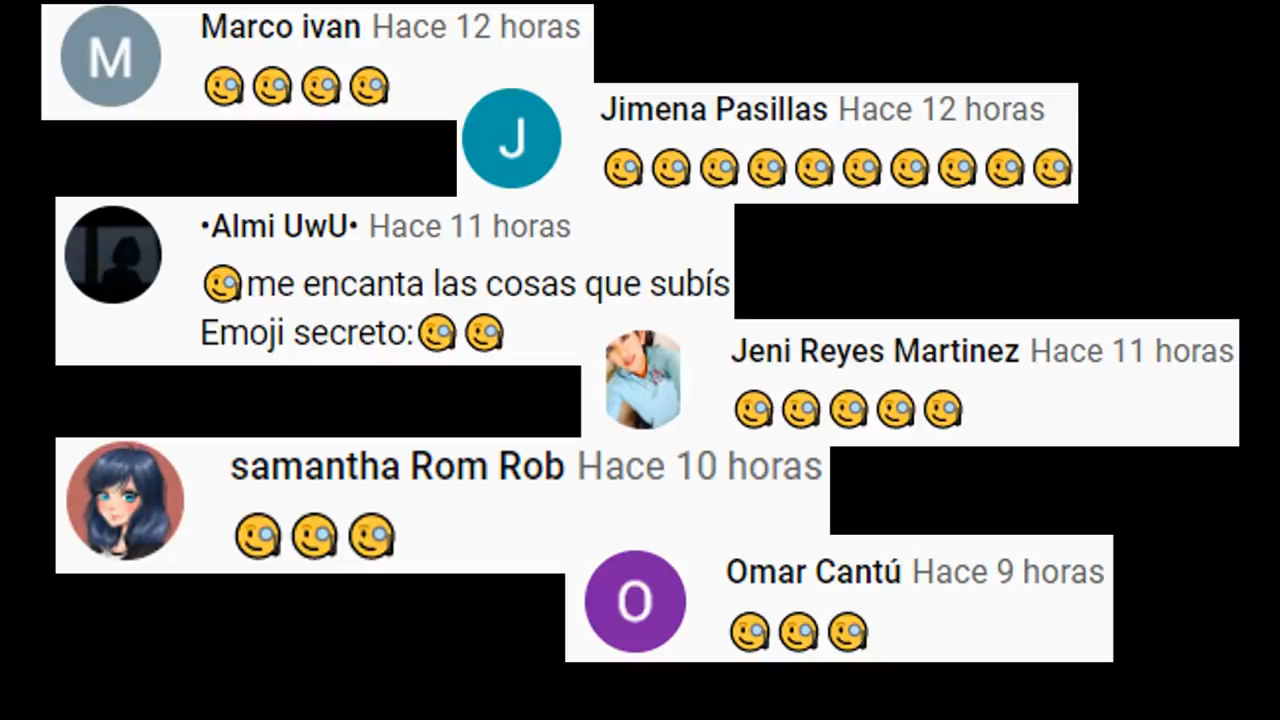 M
Marco ivan Hace 12 horas
🧐🧐🧐🧐
J
Jimena Pasillas Hace 12 horas
🧐🧐🧐🧐🧐🧐🧐🧐🧐🧐
•Almi UwU• Hace 11 horas
🧐me encanta las cosas que subís
Emoji secreto:🧐🧐
Jeni Reyes Martinez Hace 11 horas
🧐🧐🧐🧐🧐
samantha Rom Rob Hace 10 horas
🧐🧐🧐
O
Omar Cantú Hace 9 horas
🧐🧐🧐